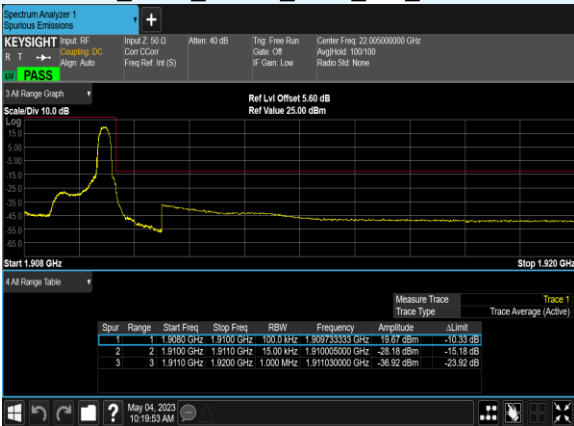 Spectrum Analyzer 1
Spurious Emissions
KEYSIGHT Input: RF Input Z: 50 Ω Atten: 40 dB Trig: Free Run Center Freq: 22.005000000 GHz
R T Coupling: DC Corr CCorr Gate: Off Avg|Hold: 100/100
Align: Auto Freq Ref: Int (S) IF Gain: Low Radio Std: None
PASS
3 All Range Graph
Ref Lvl Offset 5.60 dB
Scale/Div 10.0 dB Ref Value 25.00 dBm
Log
15.0
5.00
-5.00
-15.0
-25.0
-35.0
-45.0
-55.0
-65.0
Start 1.908 GHz Stop 1.920 GHz
4 All Range Table
Measure Trace Trace 1
Trace Type Trace Average (Active)
Spur Range Start Freq Stop Freq RBW Frequency Amplitude ΔLimit
1 1 1.9080 GHz 1.9100 GHz 100.0 kHz 1.909733333 GHz 19.67 dBm -10.33 dB
2 2 1.9100 GHz 1.9110 GHz 15.00 kHz 1.910005000 GHz -28.18 dBm -15.18 dB
3 3 1.9110 GHz 1.9200 GHz 1.000 MHz 1.911030000 GHz -36.92 dBm -23.92 dB
May 04, 2023
10:19:53 AM